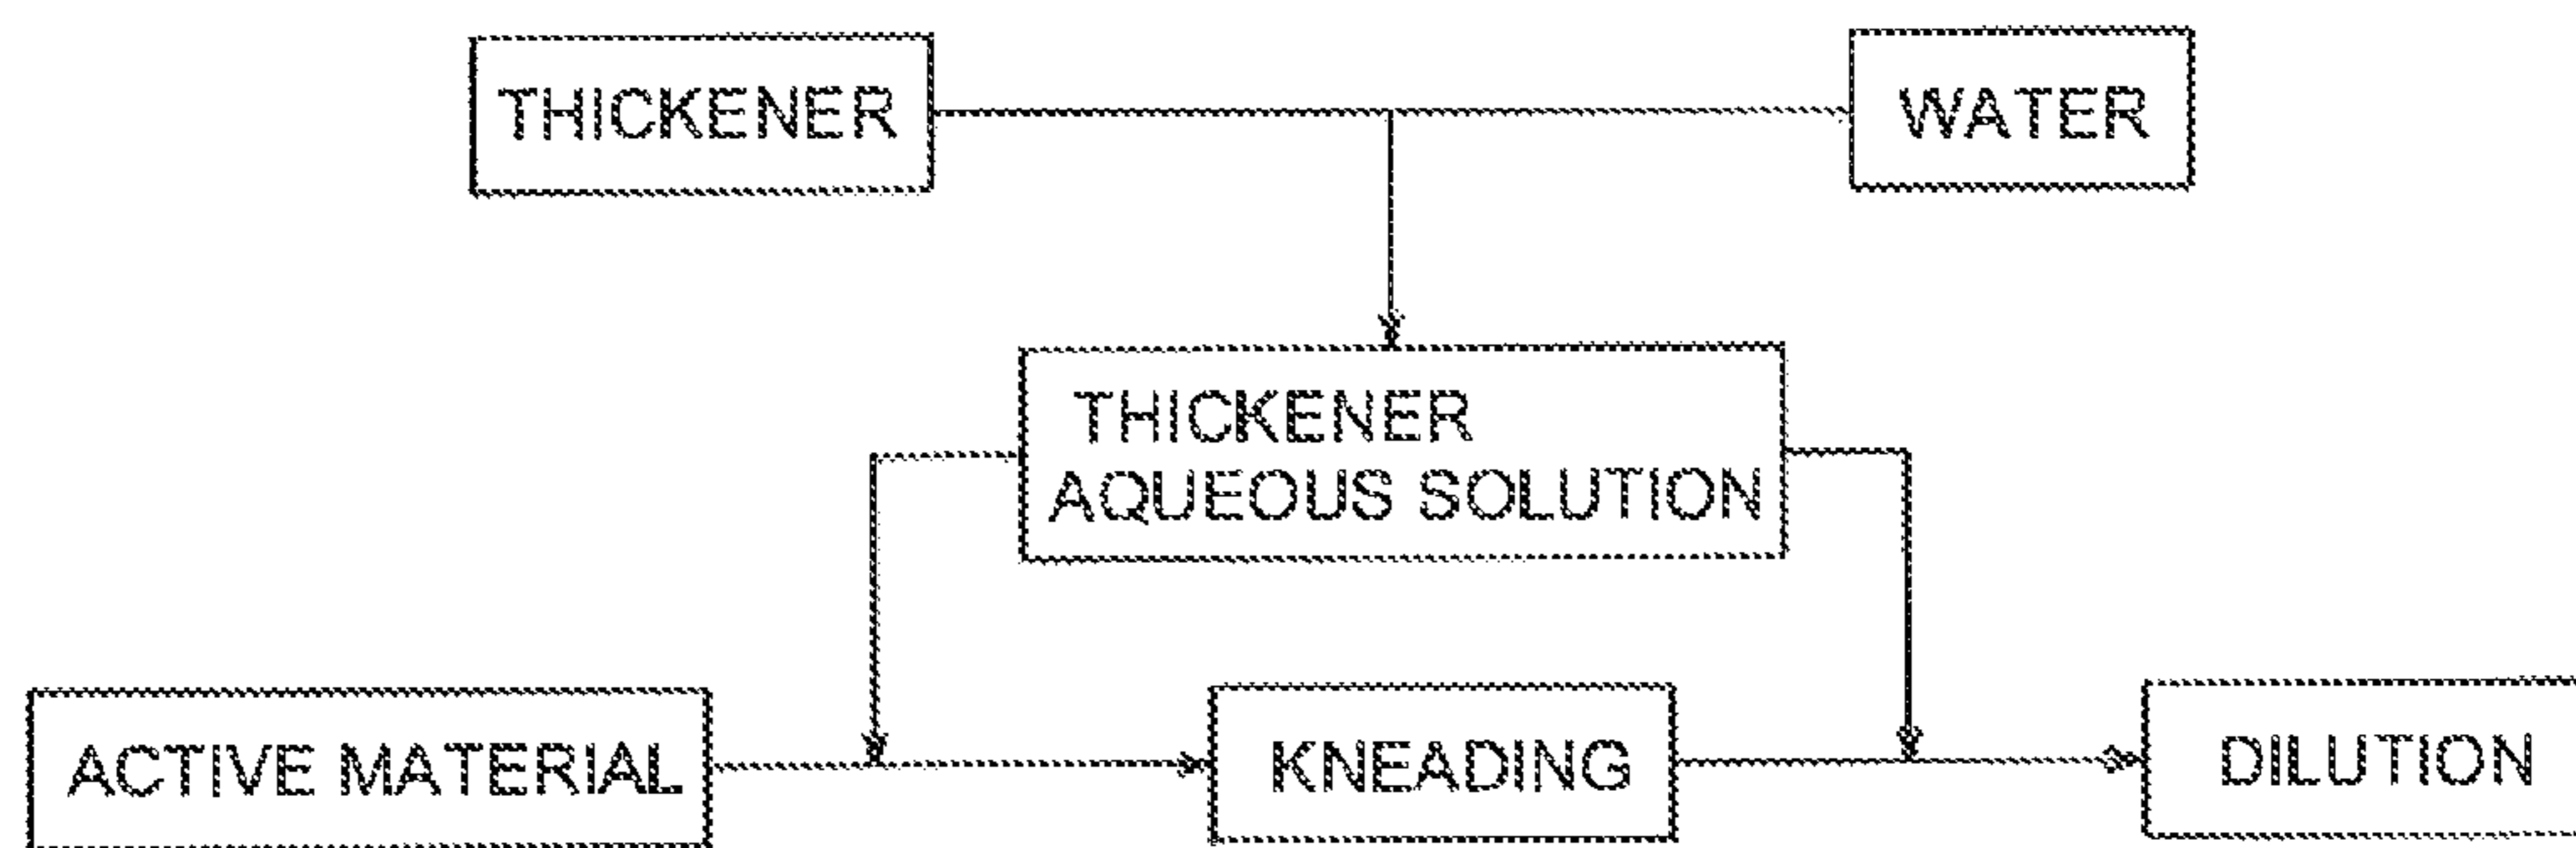 THICKENER
WATER
THICKENER
AQUEOUS SOLUTION
ACTIVE MATERIAL
KNEADING
DILUTION